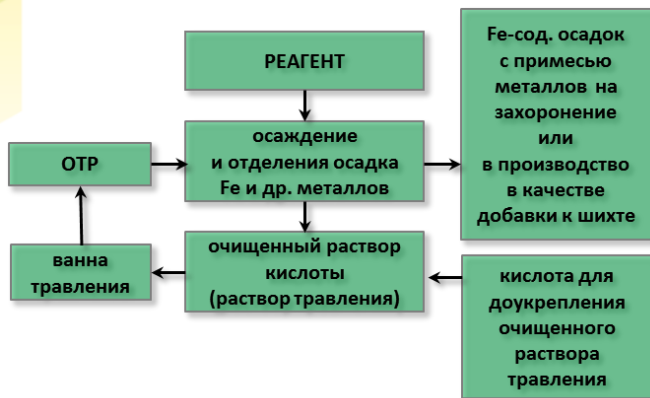 РЕАГЕНТ
Fe-сод. осадок
с примесью
металлов на
захоронение
или
в производство
в качестве
добавки к шихте
ОТР
осаждение
и отделения осадка
Fe и др. металлов
ванна
травления
очищенный раствор
кислоты
(раствор травления)
кислота для
доукрепления
очищенного
раствора
травления